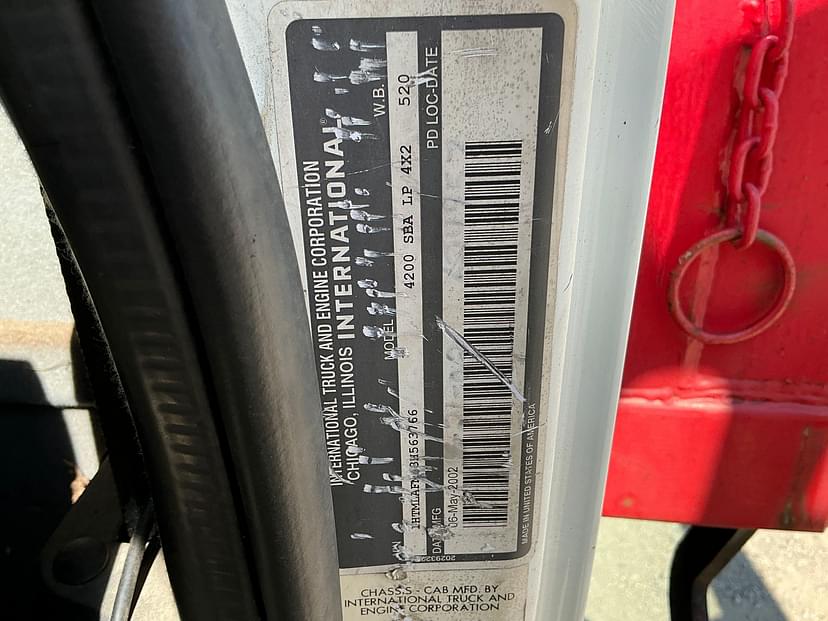 INTERNATIONAL TRUCK AND ENGINE CORPORATION
CHICAGO, ILLINOIS INTERNATIONAL®
MODEL W.B.
4200 SBA LP 4X2 520
PD LOC-DATE
06-May-2002
MADE IN UNITED STATES OF AMERICA
CHASSIS - CAB MFD. BY
INTERNATIONAL TRUCK AND
ENGINE CORPORATION